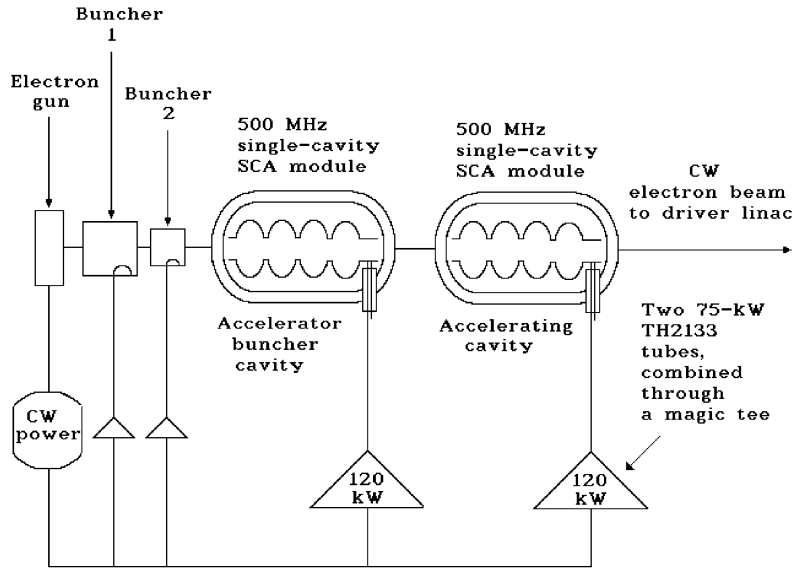 Buncher
1
Electron
gun
Buncher
2
500 MHz
single-cavity
SCA module
500 MHz
single-cavity
SCA module
CW
electron beam
to driver linac
Accelerator
buncher
cavity
Accelerating
cavity
Two 75-kW
TH2133
tubes,
combined
through
a magic tee
CW
power
120
kW
120
kW